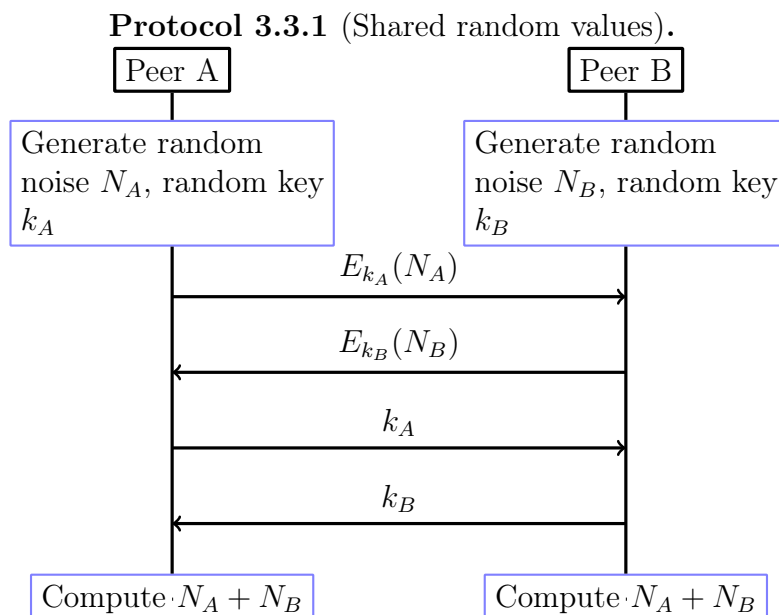 Protocol 3.3.1 (Shared random values).
Peer A
Peer B
Generate random
noise N_A, random key
k_A
Generate random
noise N_B, random key
k_B
E_{k_A}(N_A)
E_{k_B}(N_B)
k_A
k_B
Compute N_A + N_B
Compute N_A + N_B